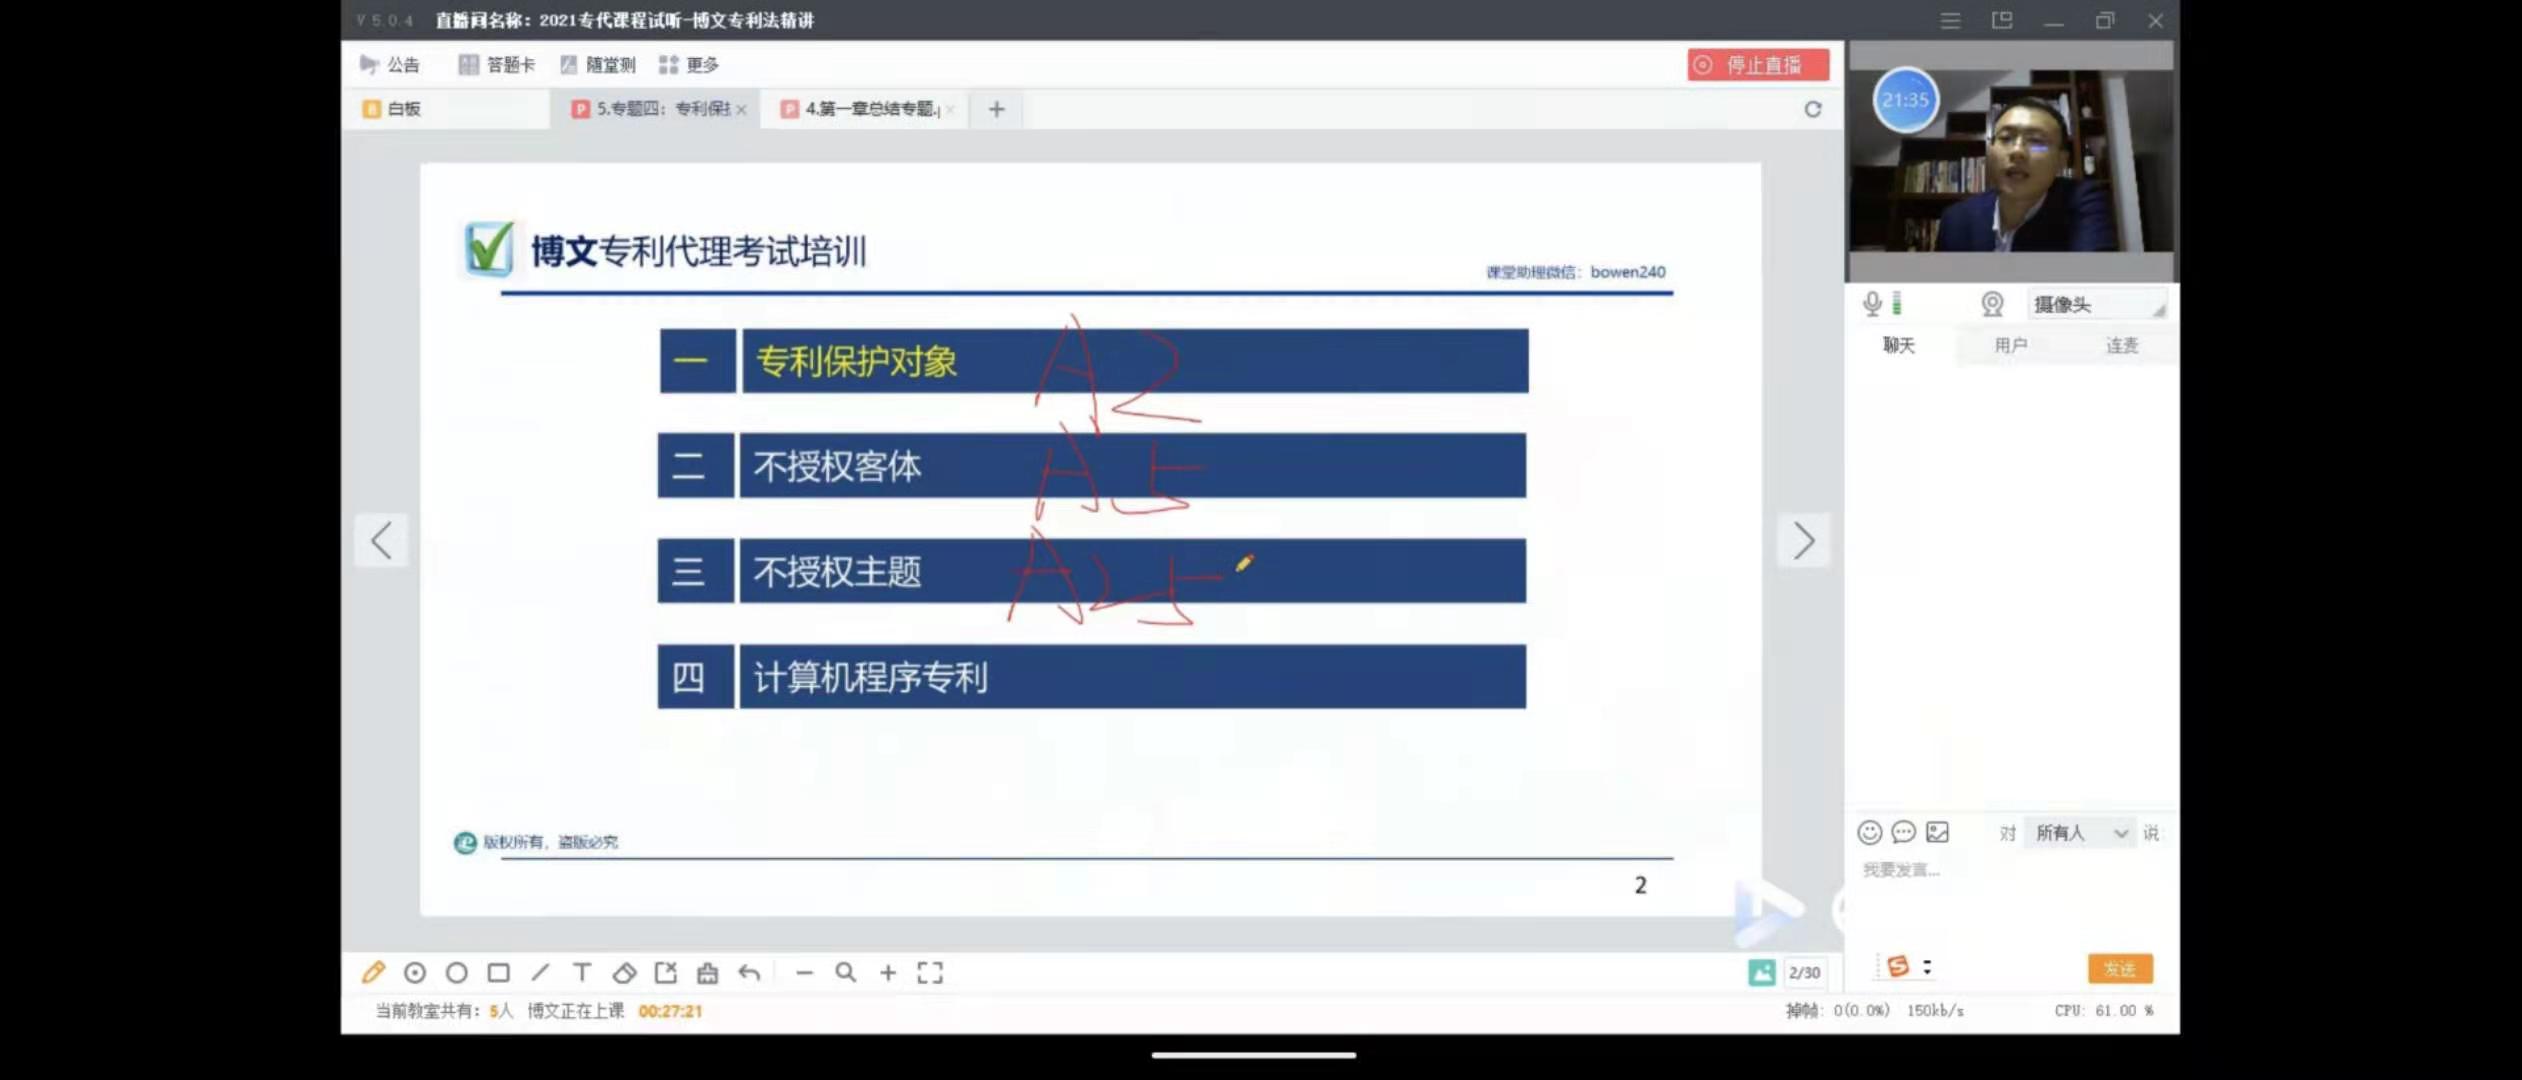 V 5.0.4 直播间名称：2021专代课程试听-博文专利法精讲
公告 答题卡 随堂测 更多
停止直播
白板
5.专题四：专利保
4.第一章总结专题.
21:35
博文专利代理考试培训
课堂助理微信：bowen240
一 专利保护对象 A2
二 不授权客体 A5
三 不授权主题 A25
四 计算机程序专利
版权所有，盗版必究
2
摄像头
聊天 用户 连麦
对 所有人 说:
我要发言...
发送
2/30
当前教室共有：5人 博文正在上课 00:27:21
掉帧：0(0.0%) 150kb/s CPU: 61.00 %